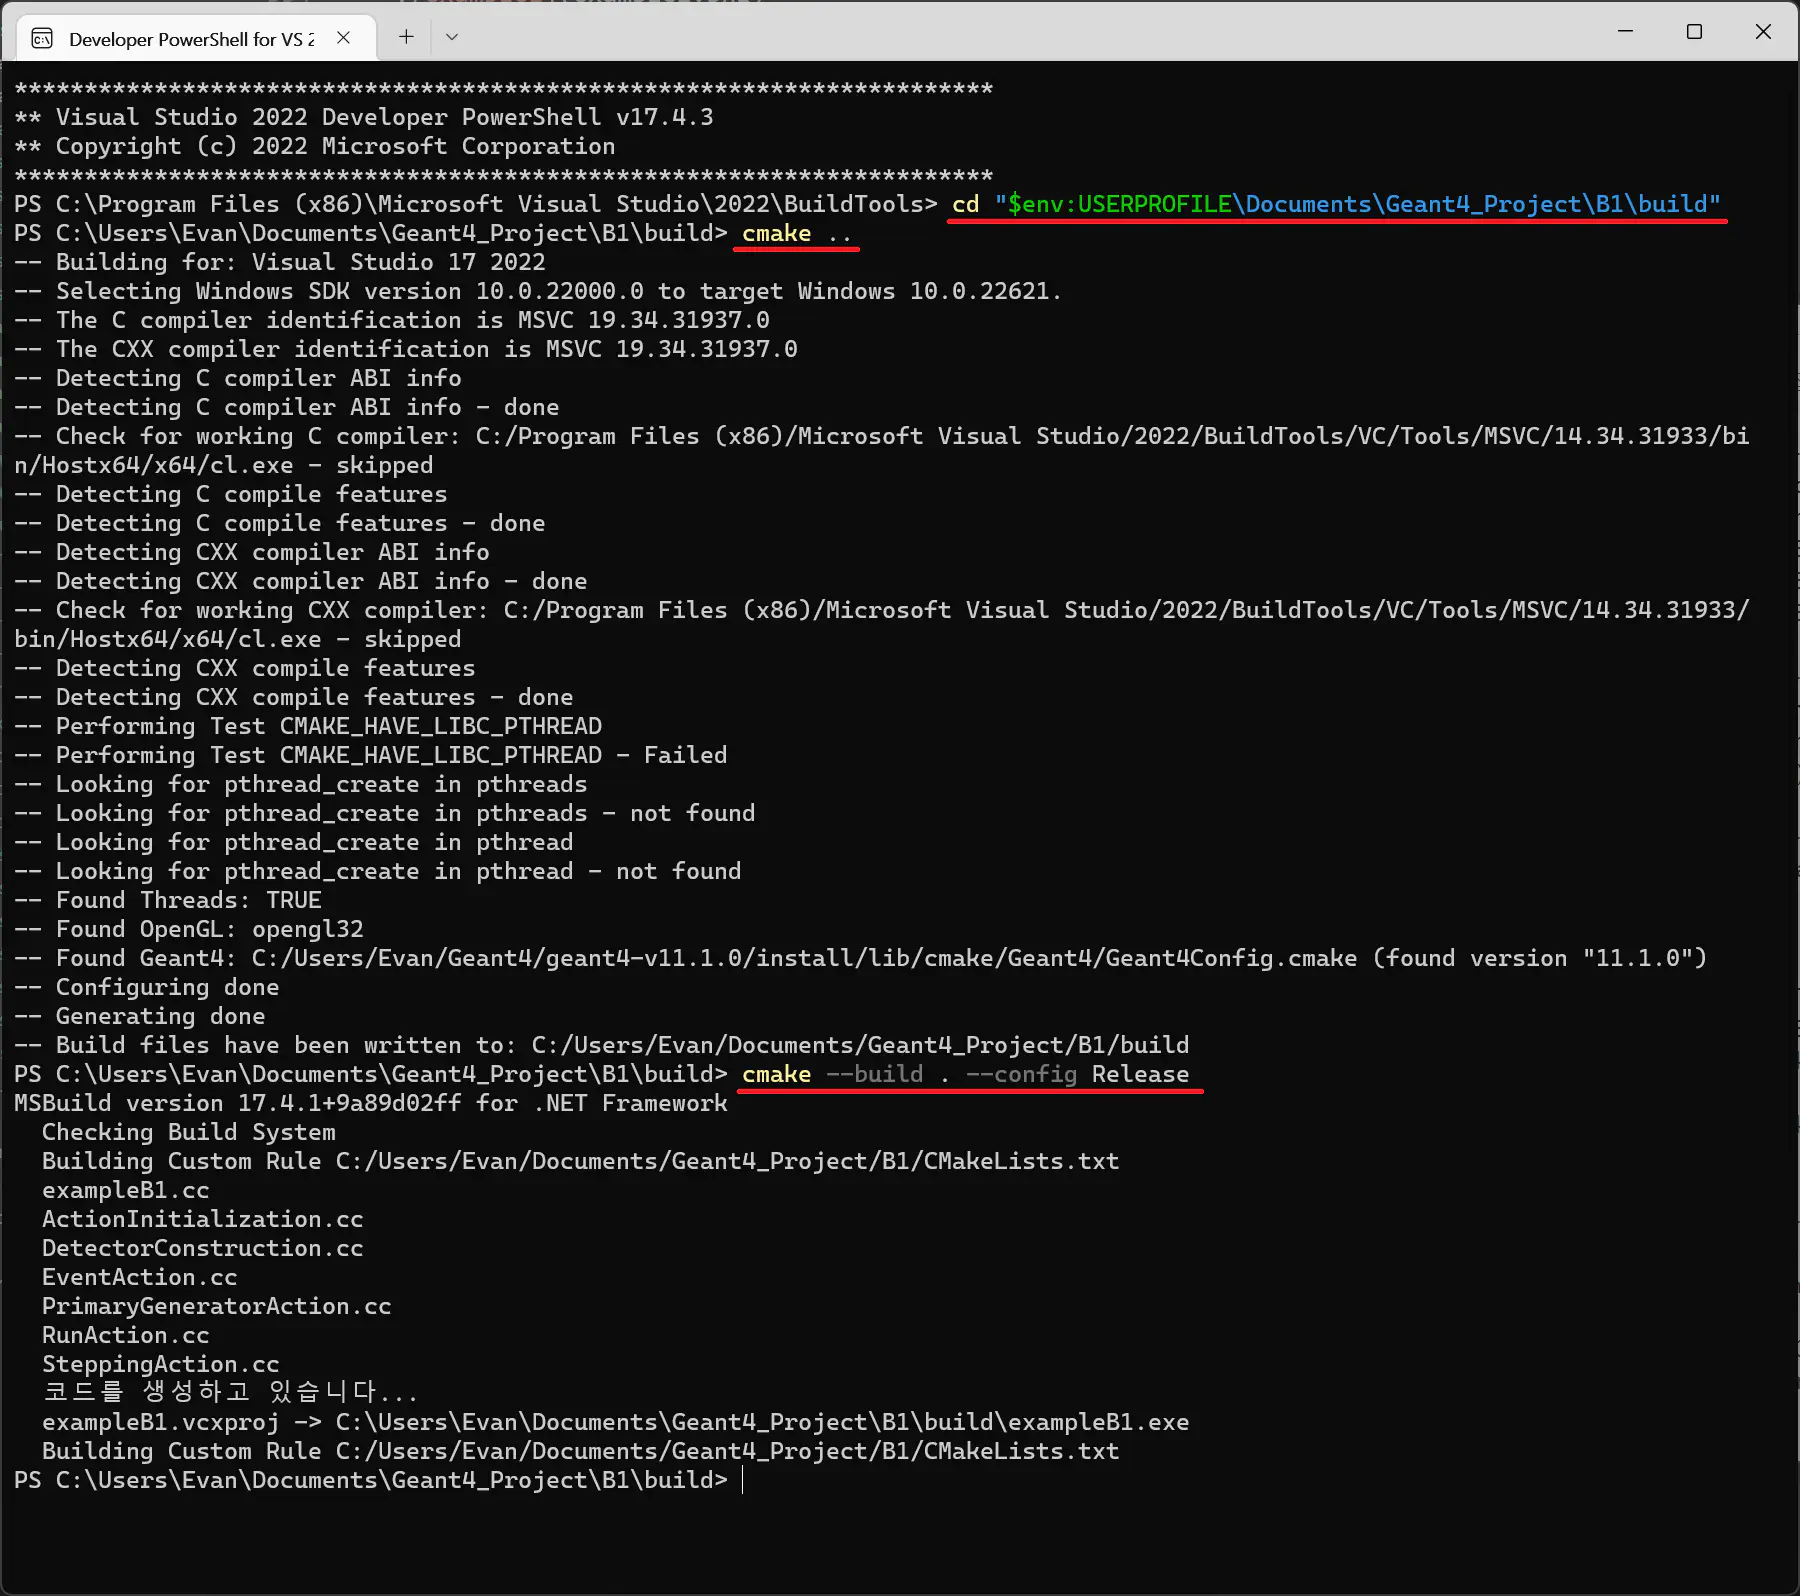 Developer PowerShell for VS 2
**********************************************************************
** Visual Studio 2022 Developer PowerShell v17.4.3
** Copyright (c) 2022 Microsoft Corporation
**********************************************************************
PS C:\Program Files (x86)\Microsoft Visual Studio\2022\BuildTools> cd "$env:USERPROFILE\Documents\Geant4_Project\B1\build"
PS C:\Users\Evan\Documents\Geant4_Project\B1\build> cmake ..
-- Building for: Visual Studio 17 2022
-- Selecting Windows SDK version 10.0.22000.0 to target Windows 10.0.22621.
-- The C compiler identification is MSVC 19.34.31937.0
-- The CXX compiler identification is MSVC 19.34.31937.0
-- Detecting C compiler ABI info
-- Detecting C compiler ABI info - done
-- Check for working C compiler: C:/Program Files (x86)/Microsoft Visual Studio/2022/BuildTools/VC/Tools/MSVC/14.34.31933/bi
n/Hostx64/x64/cl.exe - skipped
-- Detecting C compile features
-- Detecting C compile features - done
-- Detecting CXX compiler ABI info
-- Detecting CXX compiler ABI info - done
-- Check for working CXX compiler: C:/Program Files (x86)/Microsoft Visual Studio/2022/BuildTools/VC/Tools/MSVC/14.34.31933/
bin/Hostx64/x64/cl.exe - skipped
-- Detecting CXX compile features
-- Detecting CXX compile features - done
-- Performing Test CMAKE_HAVE_LIBC_PTHREAD
-- Performing Test CMAKE_HAVE_LIBC_PTHREAD - Failed
-- Looking for pthread_create in pthreads
-- Looking for pthread_create in pthreads - not found
-- Looking for pthread_create in pthread
-- Looking for pthread_create in pthread - not found
-- Found Threads: TRUE
-- Found OpenGL: opengl32
-- Found Geant4: C:/Users/Evan/Geant4/geant4-v11.1.0/install/lib/cmake/Geant4/Geant4Config.cmake (found version "11.1.0")
-- Configuring done
-- Generating done
-- Build files have been written to: C:/Users/Evan/Documents/Geant4_Project/B1/build
PS C:\Users\Evan\Documents\Geant4_Project\B1\build> cmake --build . --config Release
MSBuild version 17.4.1+9a89d02ff for .NET Framework
  Checking Build System
  Building Custom Rule C:/Users/Evan/Documents/Geant4_Project/B1/CMakeLists.txt
  exampleB1.cc
  ActionInitialization.cc
  DetectorConstruction.cc
  EventAction.cc
  PrimaryGeneratorAction.cc
  RunAction.cc
  SteppingAction.cc
  코드를 생성하고 있습니다...
  exampleB1.vcxproj -> C:\Users\Evan\Documents\Geant4_Project\B1\build\exampleB1.exe
  Building Custom Rule C:/Users/Evan/Documents/Geant4_Project/B1/CMakeLists.txt
PS C:\Users\Evan\Documents\Geant4_Project\B1\build>